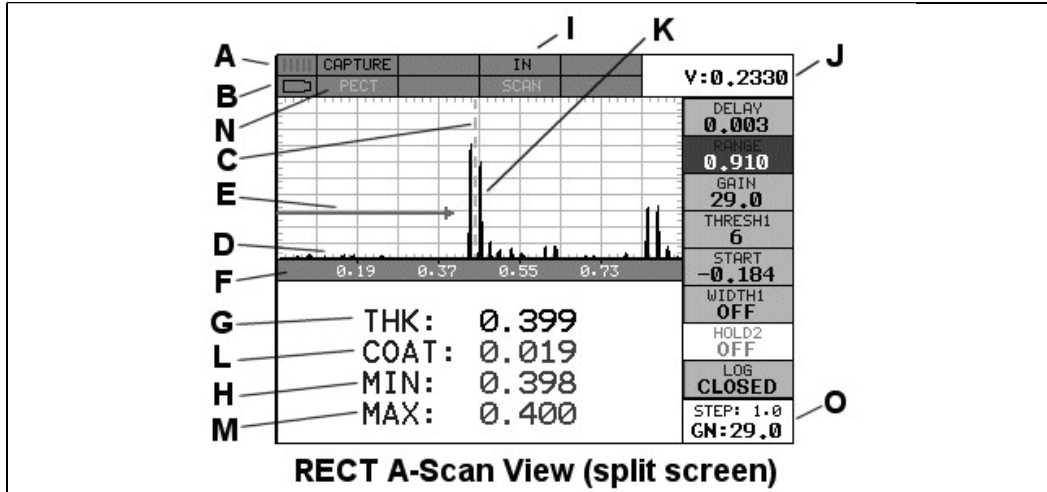 I
K
A
CAPTURE
IN
V:0.2330
J
B
PECT
SCAN
N
DELAY
0.003
C
RANGE
0.910
E
GAIN
29.0
THRESH1
6
D
START
-0.184
F
0.19 0.37 0.55 0.73
WIDTH1
OFF
G
THK: 0.399
HOLD2
OFF
L
COAT: 0.019
LOG
CLOSED
H
MIN: 0.398
M
MAX: 0.400
STEP: 1.0
GN:29.0
O
RECT A-Scan View (split screen)